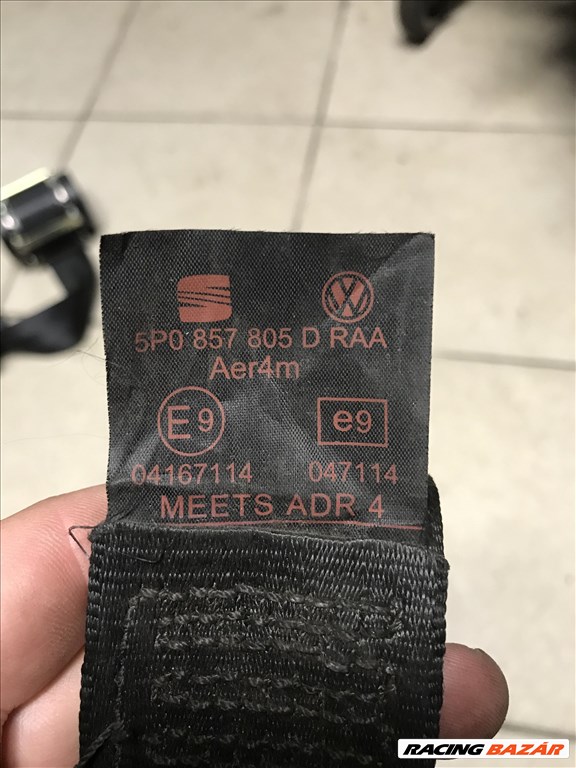 5P0 857 805 D RAA
Aer4m
E9 e9
04167114 047114
MEETS ADR 4
RACING BAZÁR